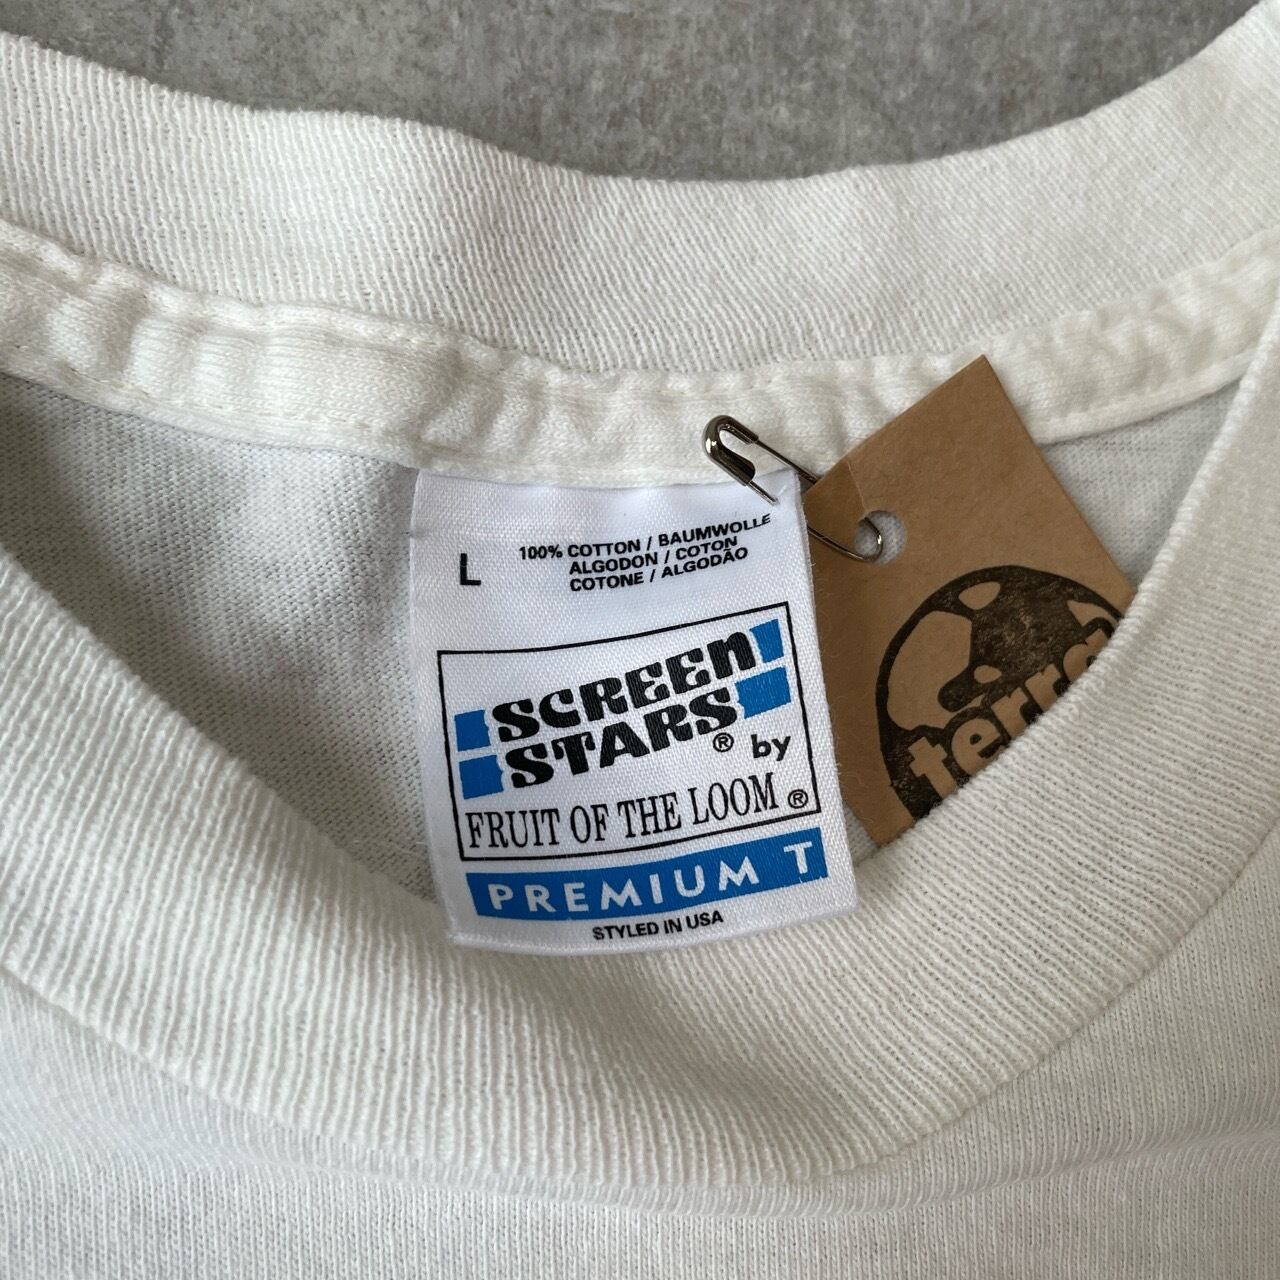 L
100% COTTON / BAUMWOLLE
ALGODON / COTON
COTONE / ALGODÃO
SCREEN
STARS® by
FRUIT OF THE LOOM®
PREMIUM T
STYLED IN USA